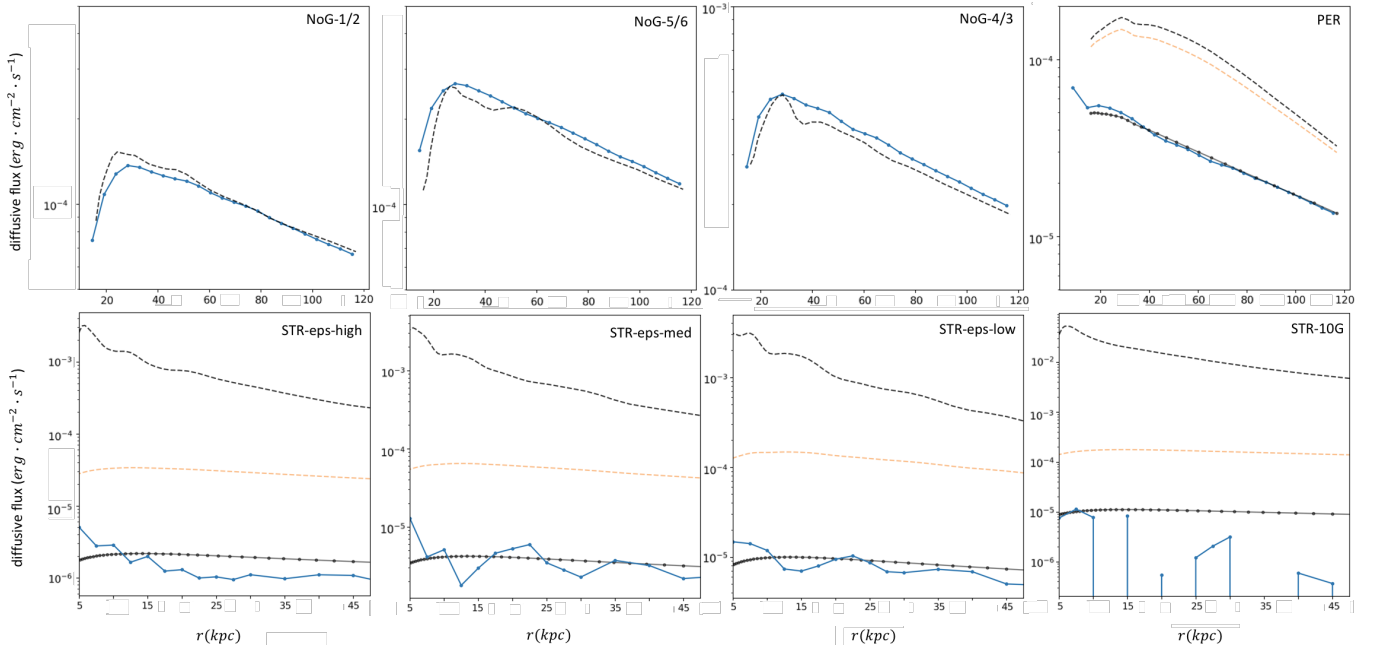 NoG-1/2
NoG-5/6
NoG-4/3
PER
diffusive flux (erg · cm⁻² · s⁻¹)
10⁻⁴
10⁻⁴
10⁻³
10⁻⁴
10⁻⁴
10⁻⁵
20 40 60 80 100 120
20 40 60 80 100 120
20 40 60 80 100 120
20 40 60 80 100 120
STR-eps-high
STR-eps-med
STR-eps-low
STR-10G
diffusive flux (erg · cm⁻² · s⁻¹)
10⁻³
10⁻⁴
10⁻⁵
10⁻⁶
10⁻³
10⁻⁴
10⁻⁵
10⁻³
10⁻⁴
10⁻⁵
10⁻²
10⁻³
10⁻⁴
10⁻⁵
10⁻⁶
5 15 25 35 45
5 15 25 35 45
5 15 25 35 45
5 15 25 35 45
r(kpc)
r(kpc)
r(kpc)
r(kpc)